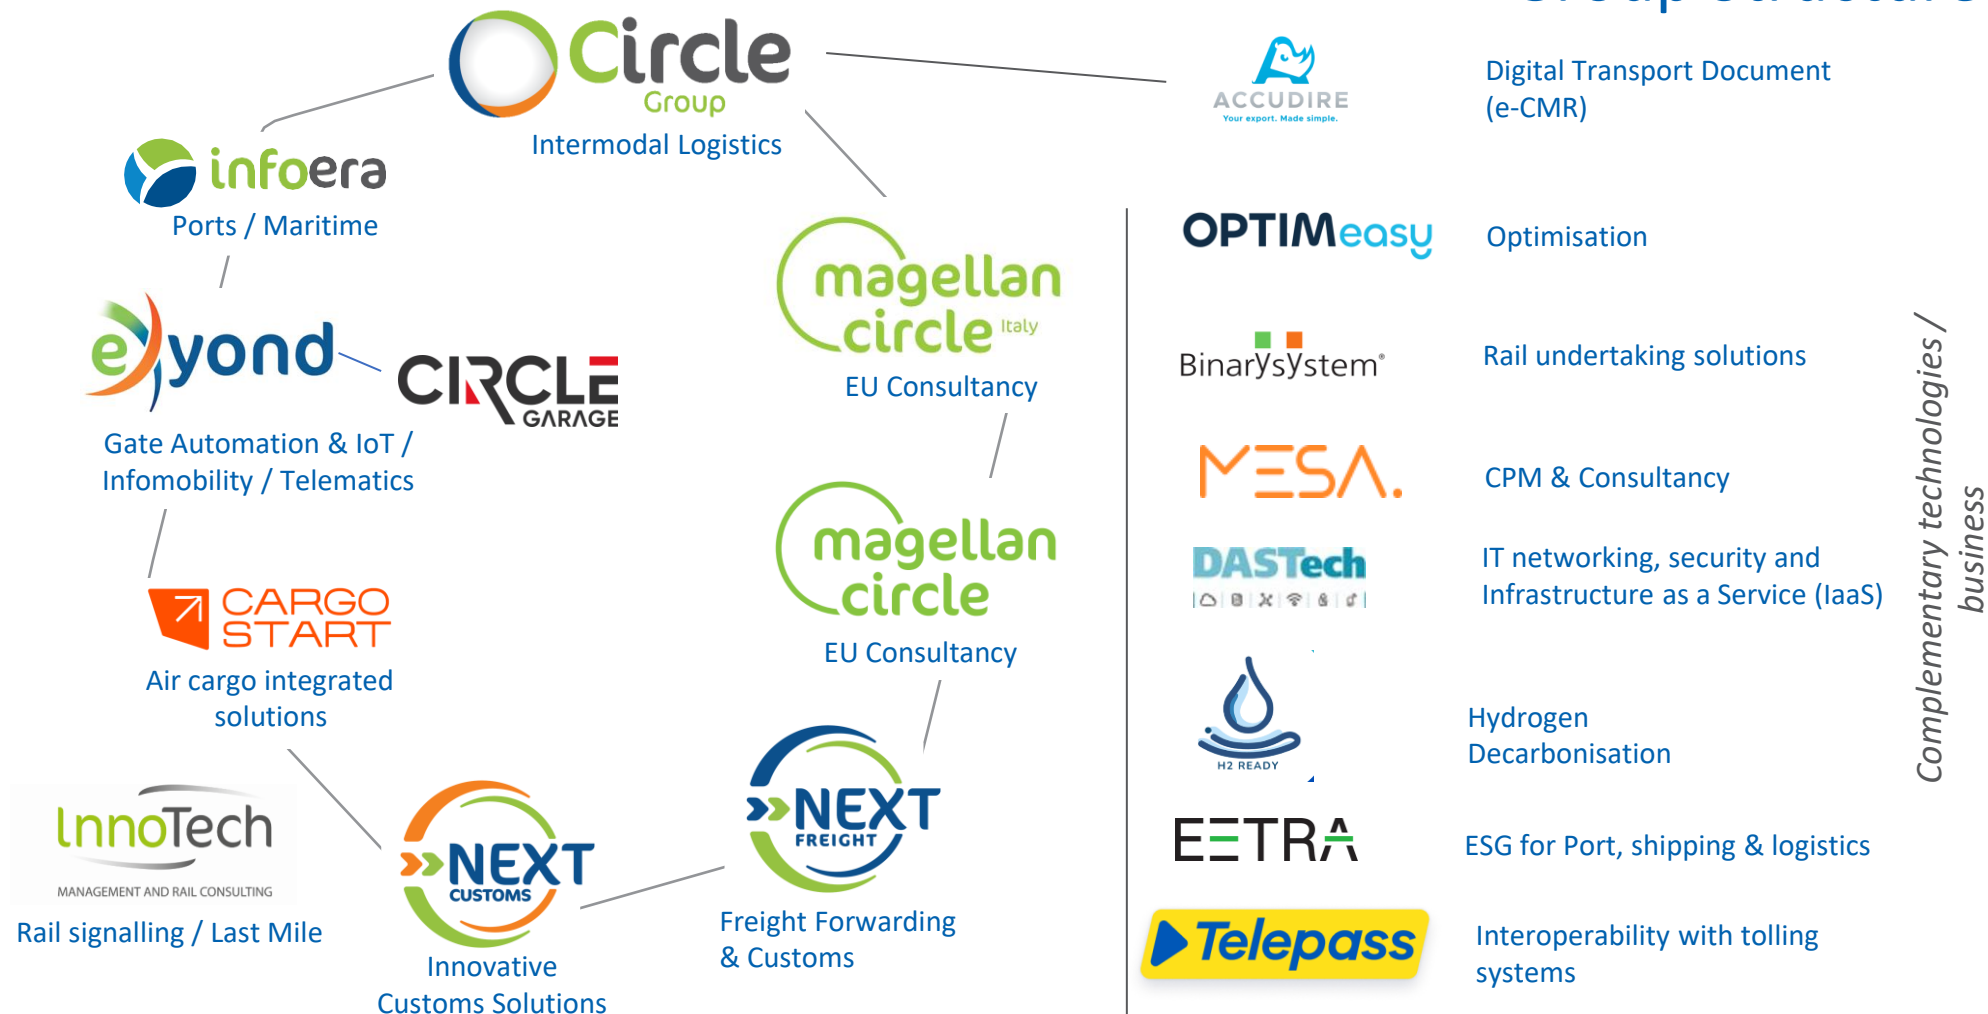 Group Structure
Circle
Group
Intermodal Logistics
infoera
Ports / Maritime
eXyond
CIRCLE
GARAGE
Gate Automation & IoT /
Infomobility / Telematics
CARGO
START
Air cargo integrated
solutions
InnoTech
MANAGEMENT AND RAIL CONSULTING
Rail signalling / Last Mile
NEXT
CUSTOMS
Innovative
Customs Solutions
NEXT
FREIGHT
Freight Forwarding
& Customs
magellan
circle Italy
EU Consultancy
magellan
circle
EU Consultancy
ACCUDIRE
Your export. Made simple.
Digital Transport Document
(e-CMR)
OPTIMeasy
Optimisation
Binarysystem®
Rail undertaking solutions
MESA.
CPM & Consultancy
DASTech
IT networking, security and
Infrastructure as a Service (IaaS)
H2 READY
Hydrogen
Decarbonisation
EETRA
ESG for Port, shipping & logistics
Telepass
Interoperability with tolling
systems
Complementary technologies /
business